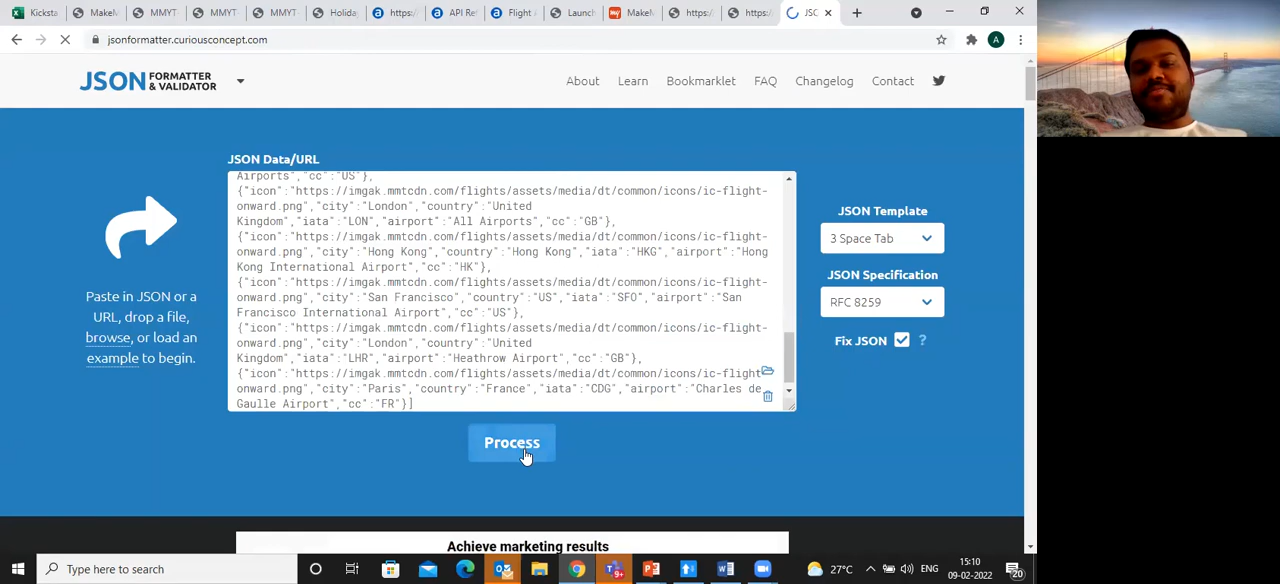 Kicksta
MakeM
MMYT
MMYT
MMYT
Holiday
https:/
API Re
Flight
Launch
MakeM
https:/
https:/
JSC
jsonformatter.curiousconcept.com
A
JSON FORMATTER & VALIDATOR
About Learn Bookmarklet FAQ Changelog Contact
JSON Data/URL
Airports","cc":"US"},
{"icon":"https://imgak.mmtcdn.com/flights/assets/media/dt/common/icons/ic-flight-
onward.png","city":"London","country":"United
Kingdom","iata":"LON","airport":"All Airports","cc":"GB"},
{"icon":"https://imgak.mmtcdn.com/flights/assets/media/dt/common/icons/ic-flight-
onward.png","city":"Hong Kong","country":"Hong Kong","iata":"HKG","airport":"Hong
Kong International Airport","cc":"HK"},
{"icon":"https://imgak.mmtcdn.com/flights/assets/media/dt/common/icons/ic-flight-
onward.png","city":"San Francisco","country":"US","iata":"SFO","airport":"San
Francisco International Airport","cc":"US"},
{"icon":"https://imgak.mmtcdn.com/flights/assets/media/dt/common/icons/ic-flight-
onward.png","city":"London","country":"United
Kingdom","iata":"LHR","airport":"Heathrow Airport","cc":"GB"},
{"icon":"https://imgak.mmtcdn.com/flights/assets/media/dt/common/icons/ic-flight-
onward.png","city":"Paris","country":"France","iata":"CDG","airport":"Charles de
Gaulle Airport","cc":"FR"}]
Paste in JSON or a
URL, drop a file,
browse, or load an
example to begin.
JSON Template
3 Space Tab
JSON Specification
RFC 8259
Fix JSON ?
Process
Achieve marketing results
Type here to search
9+
27°C
ENG
15:10
09-02-2022
20